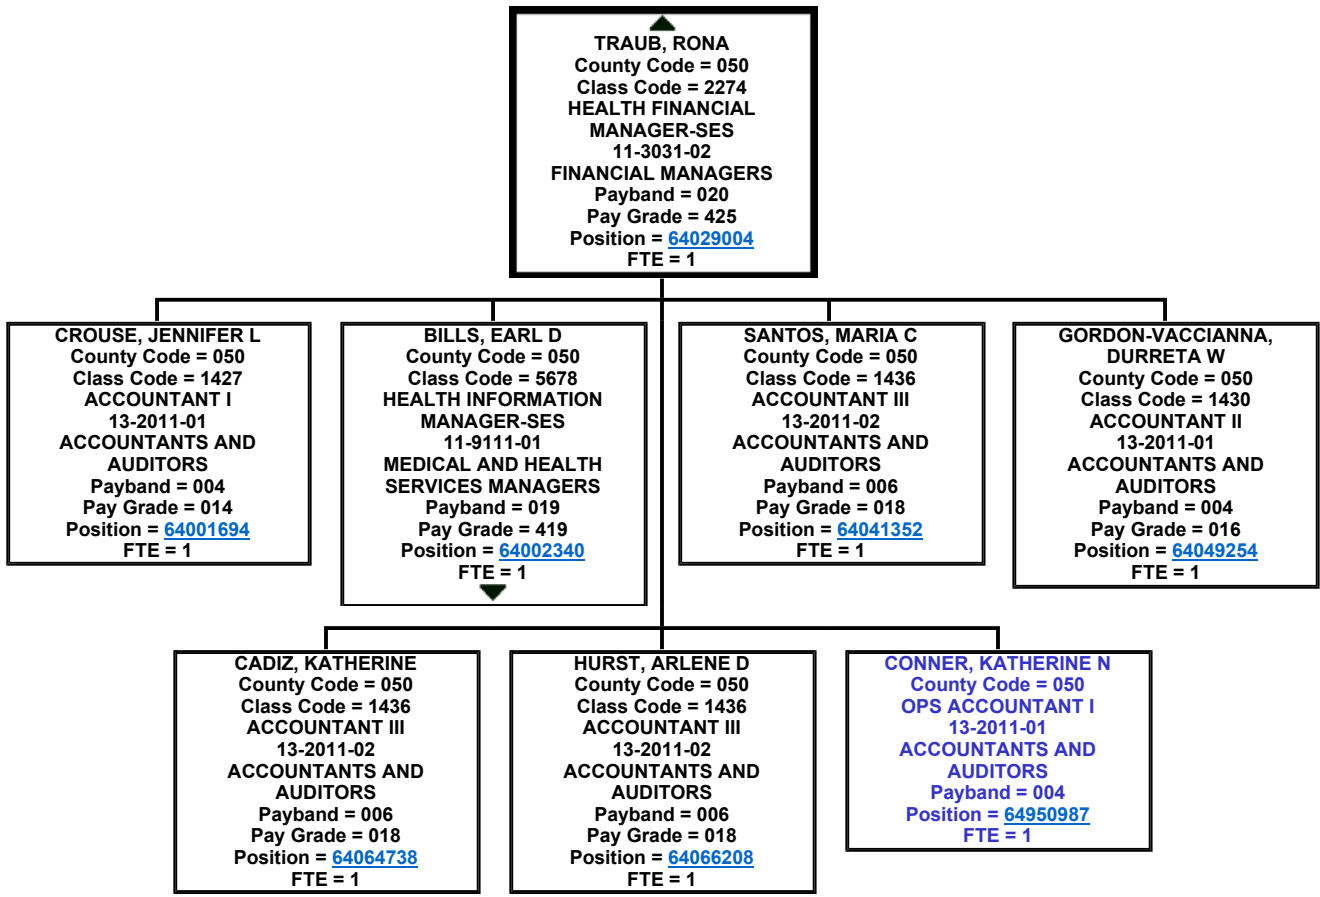 TRAUB, RONA
County Code = 050
Class Code = 2274
HEALTH FINANCIAL
MANAGER-SES
11-3031-02
FINANCIAL MANAGERS
Payband = 020
Pay Grade = 425
Position = 64029004
FTE = 1
CROUSE, JENNIFER L
County Code = 050
Class Code = 1427
ACCOUNTANT I
13-2011-01
ACCOUNTANTS AND
AUDITORS
Payband = 004
Pay Grade = 014
Position = 64001694
FTE = 1
BILLS, EARL D
County Code = 050
Class Code = 5678
HEALTH INFORMATION
MANAGER-SES
11-9111-01
MEDICAL AND HEALTH
SERVICES MANAGERS
Payband = 019
Pay Grade = 419
Position = 64002340
FTE = 1
SANTOS, MARIA C
County Code = 050
Class Code = 1436
ACCOUNTANT III
13-2011-02
ACCOUNTANTS AND
AUDITORS
Payband = 006
Pay Grade = 018
Position = 64041352
FTE = 1
GORDON-VACCIANNA,
DURRETA W
County Code = 050
Class Code = 1430
ACCOUNTANT II
13-2011-01
ACCOUNTANTS AND
AUDITORS
Payband = 004
Pay Grade = 016
Position = 64049254
FTE = 1
CADIZ, KATHERINE
County Code = 050
Class Code = 1436
ACCOUNTANT III
13-2011-02
ACCOUNTANTS AND
AUDITORS
Payband = 006
Pay Grade = 018
Position = 64064738
FTE = 1
HURST, ARLENE D
County Code = 050
Class Code = 1436
ACCOUNTANT III
13-2011-02
ACCOUNTANTS AND
AUDITORS
Payband = 006
Pay Grade = 018
Position = 64066208
FTE = 1
CONNER, KATHERINE N
County Code = 050
OPS ACCOUNTANT I
13-2011-01
ACCOUNTANTS AND
AUDITORS
Payband = 004
Position = 64950987
FTE = 1